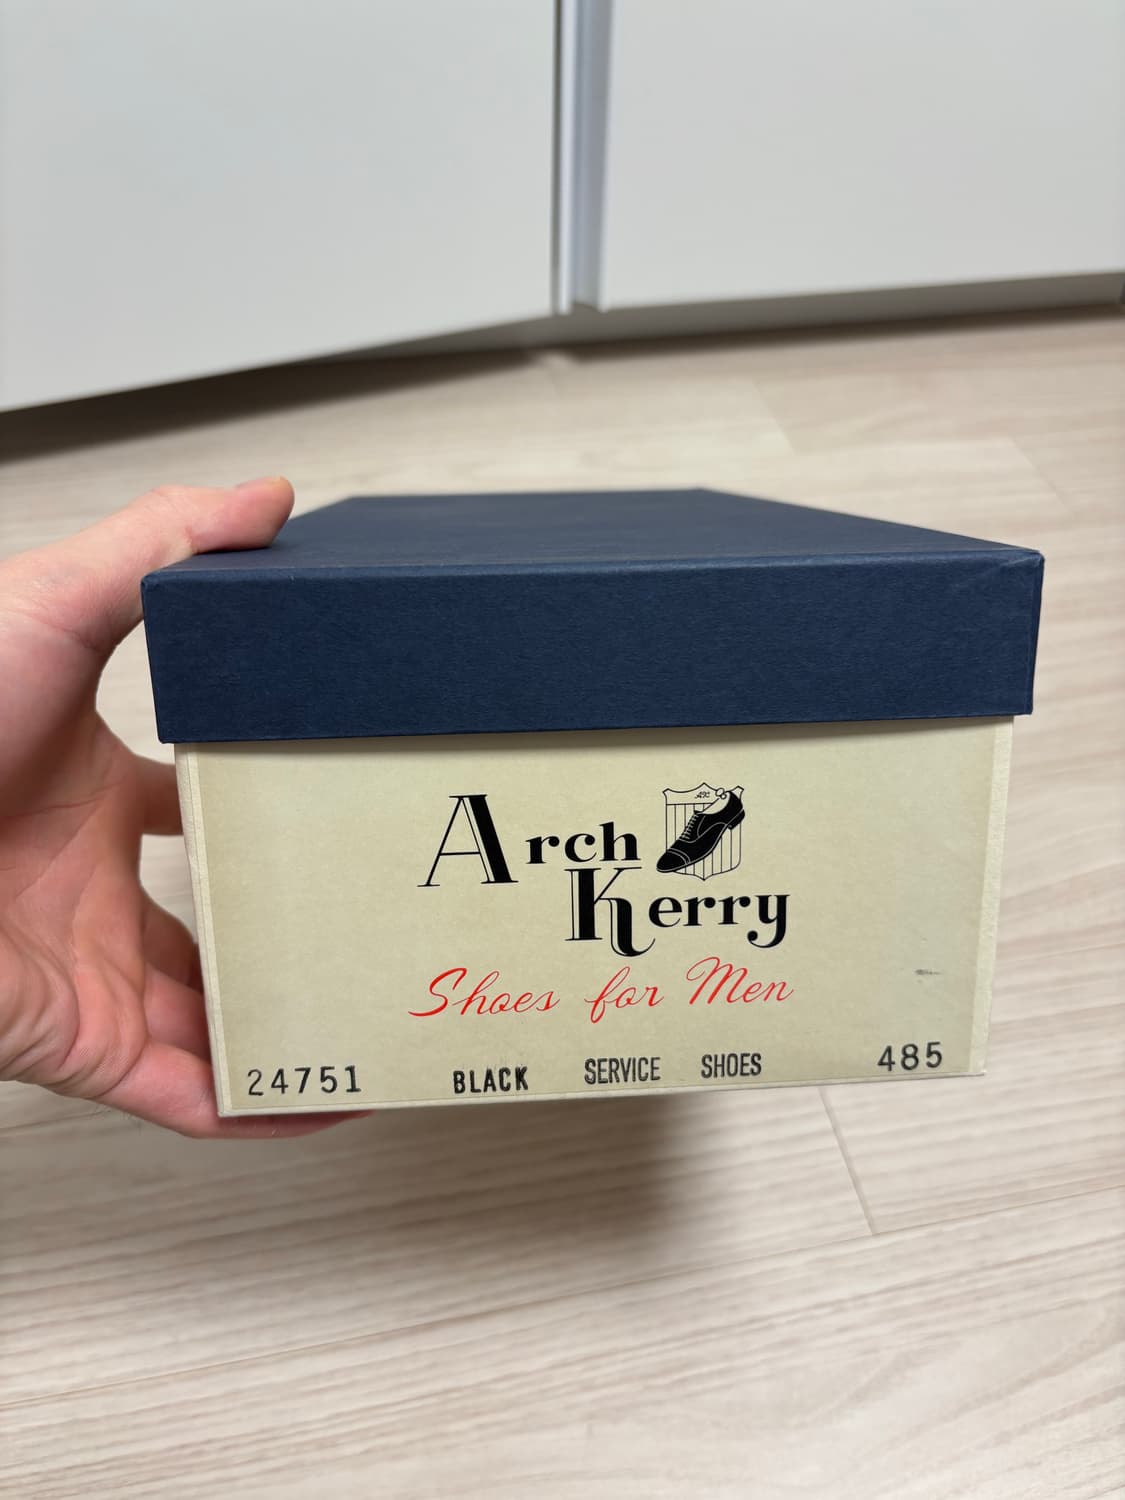 Arch
Kerry
Shoes for Men
24751 BLACK SERVICE SHOES 485